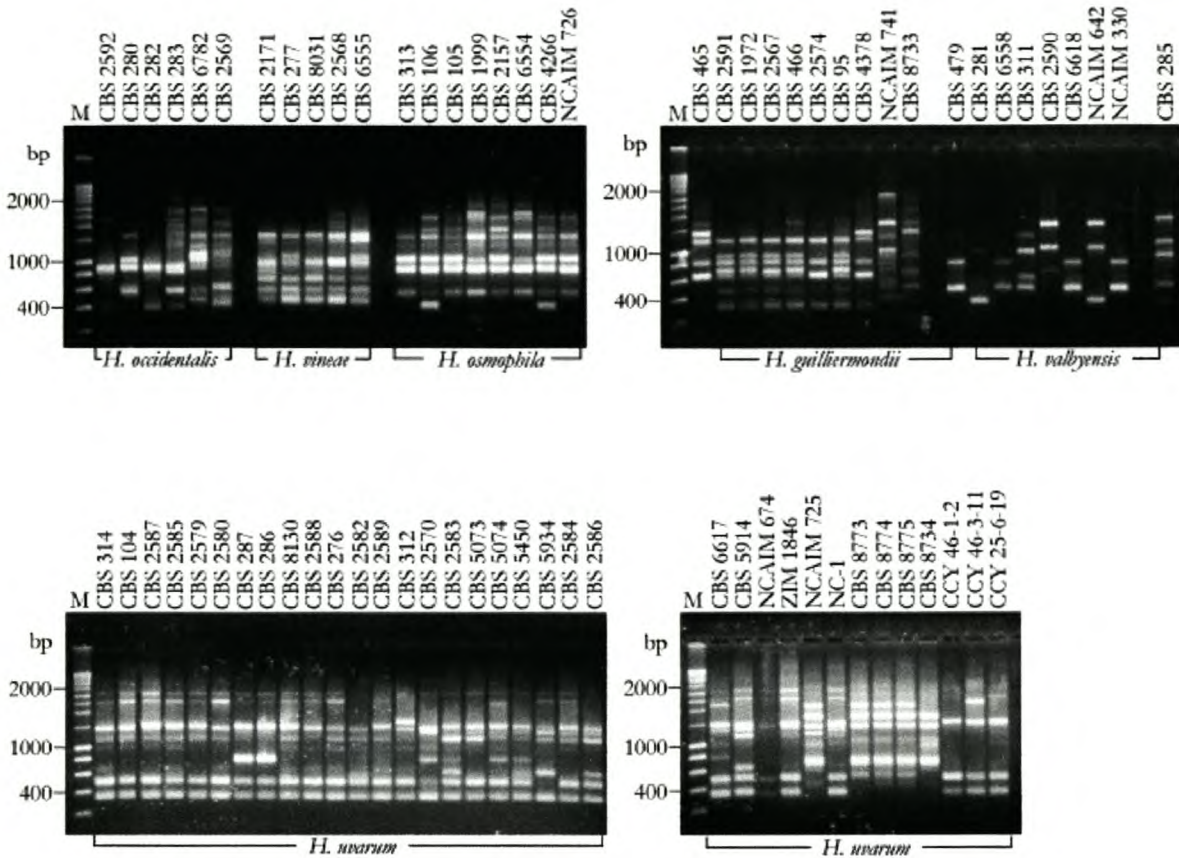 M
CBS 2592
CBS 280
CBS 282
CBS 283
CBS 6782
CBS 2569
CBS 2171
CBS 277
CBS 8031
CBS 2568
CBS 6555
CBS 313
CBS 106
CBS 105
CBS 1999
CBS 2157
CBS 6554
CBS 4266
NCAIM 726
bp
2000
1000
400
H. occidentalis
H. vineae
H. osmophila
M
CBS 465
CBS 2591
CBS 1972
CBS 2567
CBS 466
CBS 2574
CBS 95
CBS 4378
NCAIM 741
CBS 8733
CBS 479
CBS 281
CBS 6558
CBS 311
CBS 2590
CBS 6618
NCAIM 642
NCAIM 330
CBS 285
bp
2000
1000
400
H. guilliermondii
H. valbyensis
M
CBS 314
CBS 104
CBS 2587
CBS 2585
CBS 2579
CBS 2580
CBS 287
CBS 286
CBS 8130
CBS 2588
CBS 276
CBS 2582
CBS 2589
CBS 312
CBS 2570
CBS 2583
CBS 5073
CBS 5074
CBS 5450
CBS 5934
CBS 2584
CBS 2586
bp
2000
1000
400
H. uvarum
M
CBS 6617
CBS 5914
NCAIM 674
ZIM 1846
NCAIM 725
NC-1
CBS 8773
CBS 8774
CBS 8775
CBS 8734
CCY 46-1-2
CCY 46-3-11
CCY 25-6-19
bp
2000
1000
400
H. uvarum